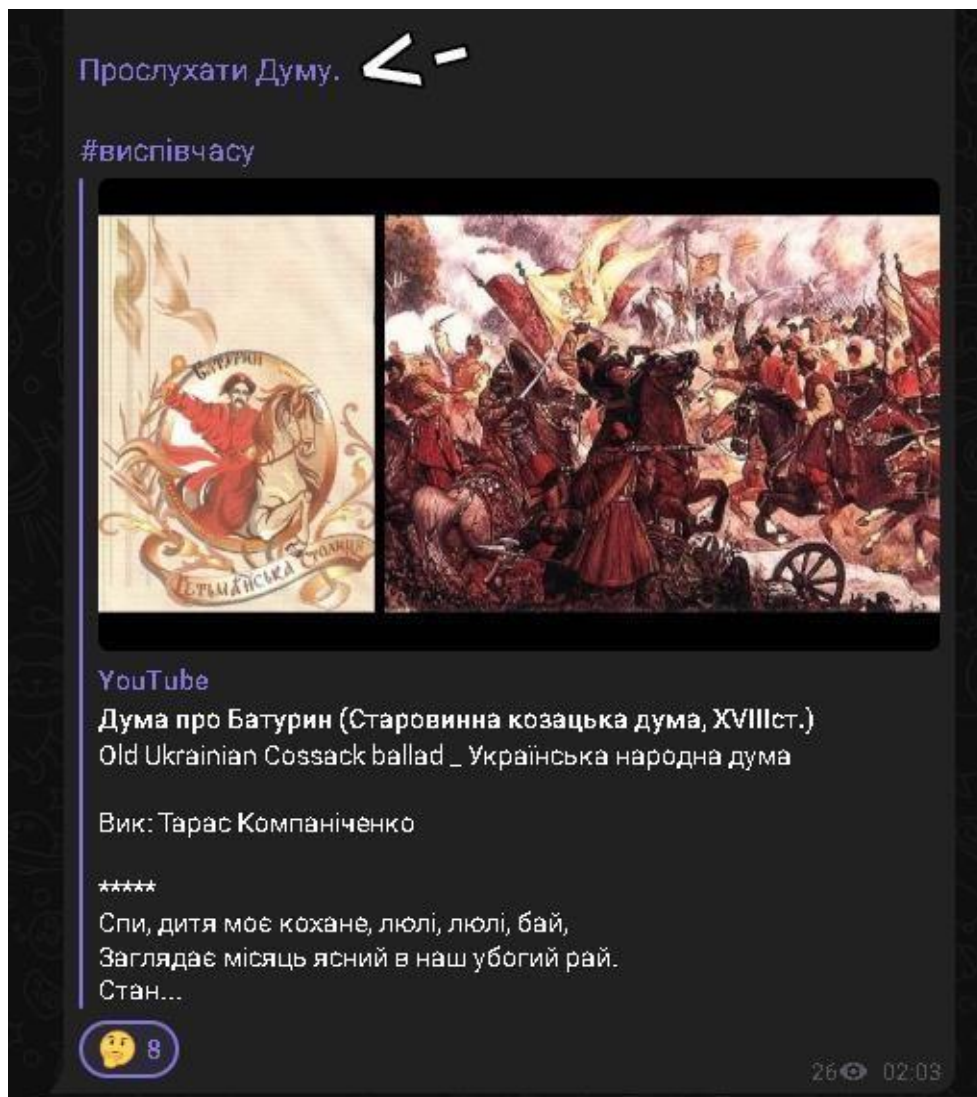 Прослухати Думу. <-
#виспівчасу
БАТУРИН
ГЕТЬМАНСЬКА СТОЛИЦЯ
YouTube
Дума про Батурин (Старовинна козацька дума, XVIIIст.)
Old Ukrainian Cossack ballad _ Українська народна дума
Вик: Тарас Компаніченко
*****
Спи, дитя моє кохане, люлі, люлі, бай,
Заглядає місяць ясний в наш убогий рай.
Стан...
8
26 02:03